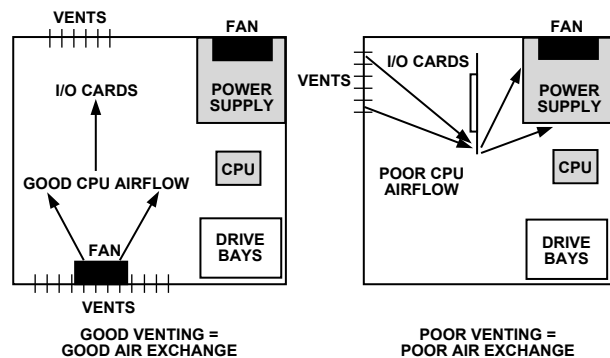 VENTS
FAN
I/O CARDS
POWER
SUPPLY
CPU
GOOD CPU AIRFLOW
FAN
DRIVE
BAYS
VENTS
GOOD VENTING =
GOOD AIR EXCHANGE
FAN
VENTS
I/O CARDS
POWER
SUPPLY
CPU
POOR CPU
AIRFLOW
DRIVE
BAYS
POOR VENTING =
POOR AIR EXCHANGE